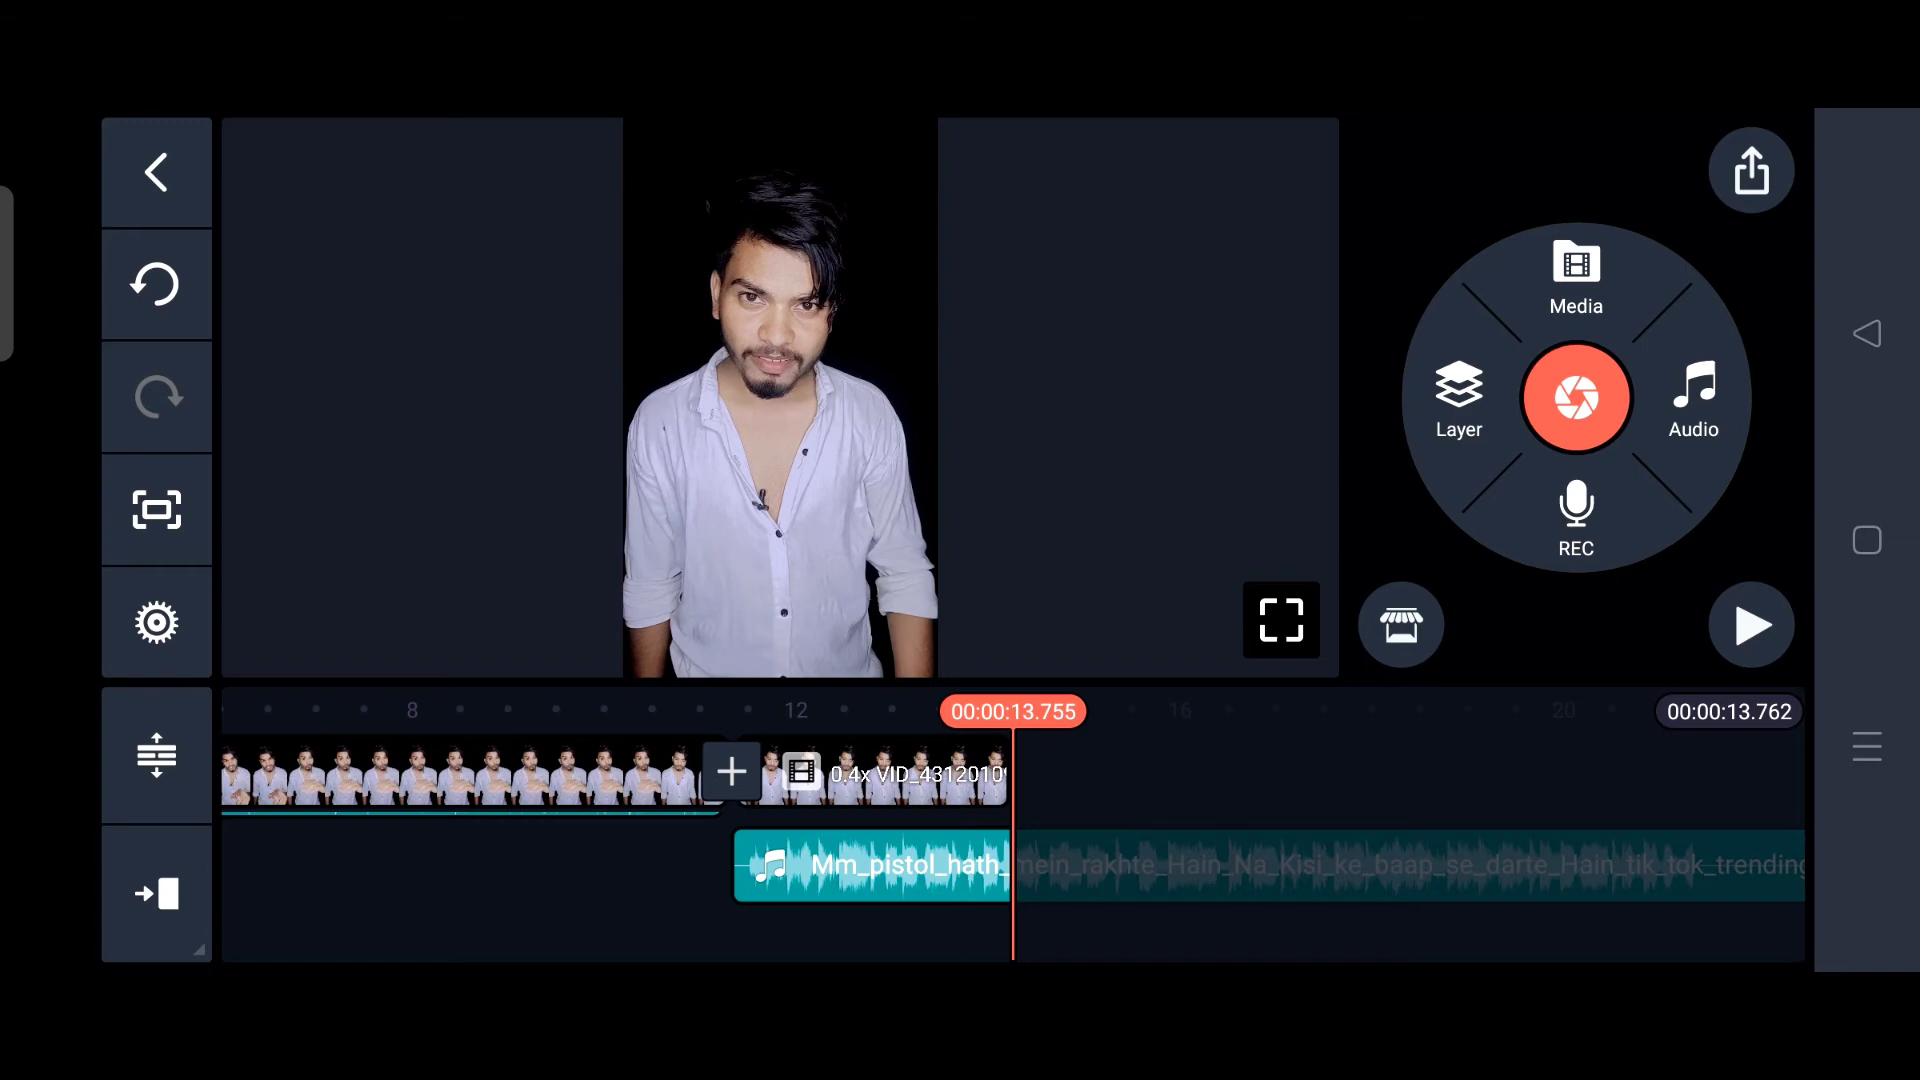 Media
Layer
Audio
REC
8
12
00:00:13.755
16
20
00:00:13.762
0.4x VID_4312010
Mm_pistol_hath_mein_rakhte_Hain_Na_Kisi_ke_baap_se_darte_Hain_tik_tok_trending